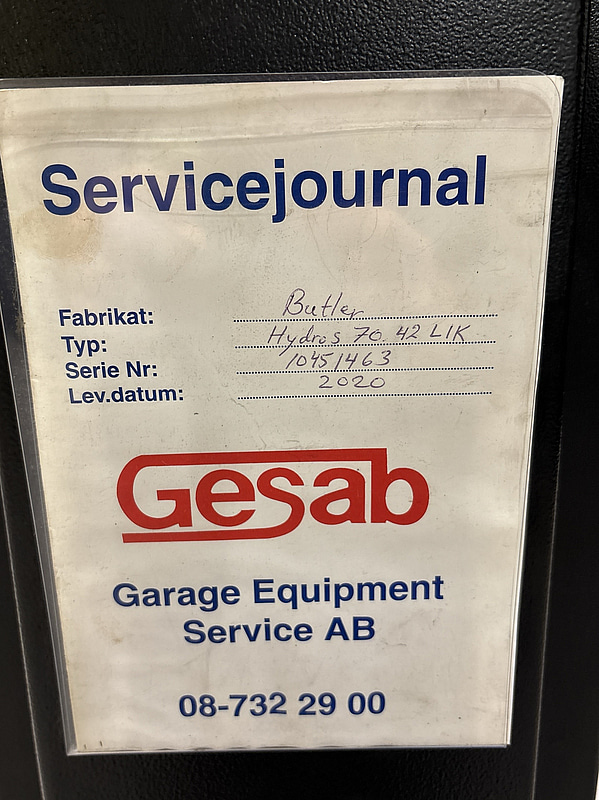 Servicejournal
Fabrikat: Butler
Typ: Hydros 70.42 LIK
Serie Nr: 10451463
Lev.datum: 2020
Gesab
Garage Equipment
Service AB
08-732 29 00